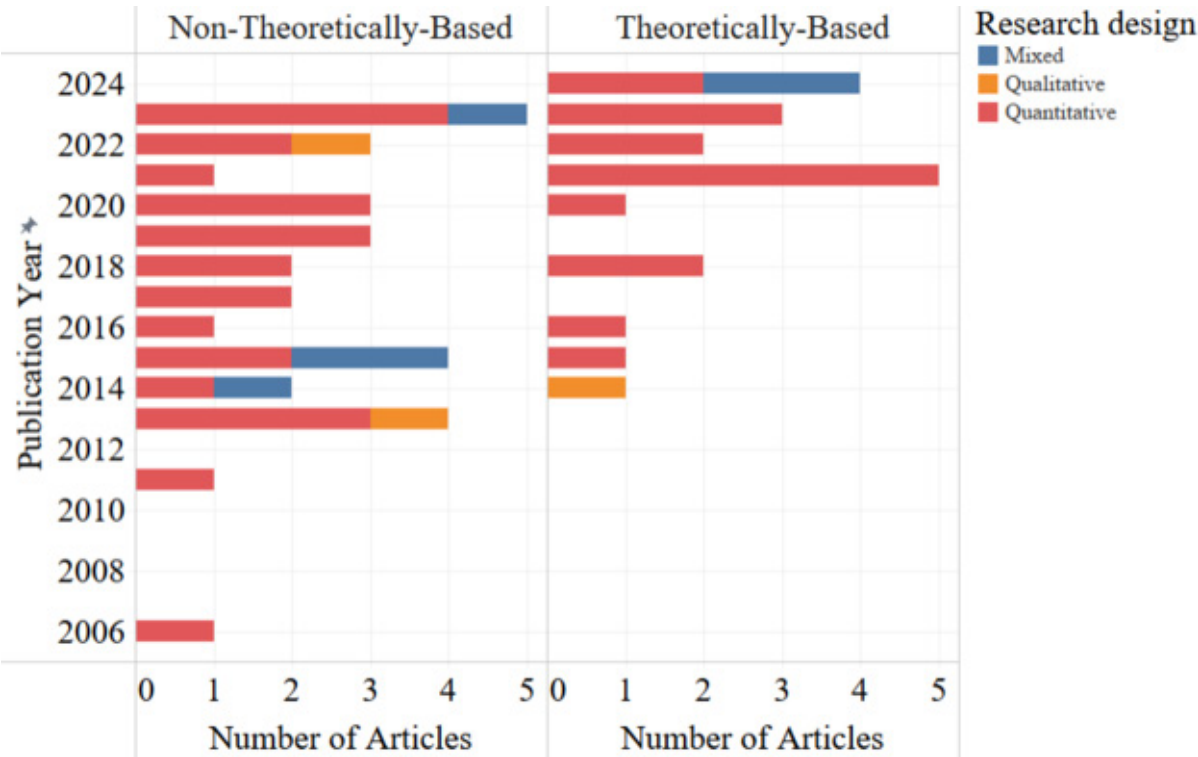 Non-Theoretically-Based
Theoretically-Based
Research design
Mixed
Qualitative
Quantitative
Publication Year
2024
2022
2020
2018
2016
2014
2012
2010
2008
2006
0 1 2 3 4 5
0 1 2 3 4 5
Number of Articles
Number of Articles